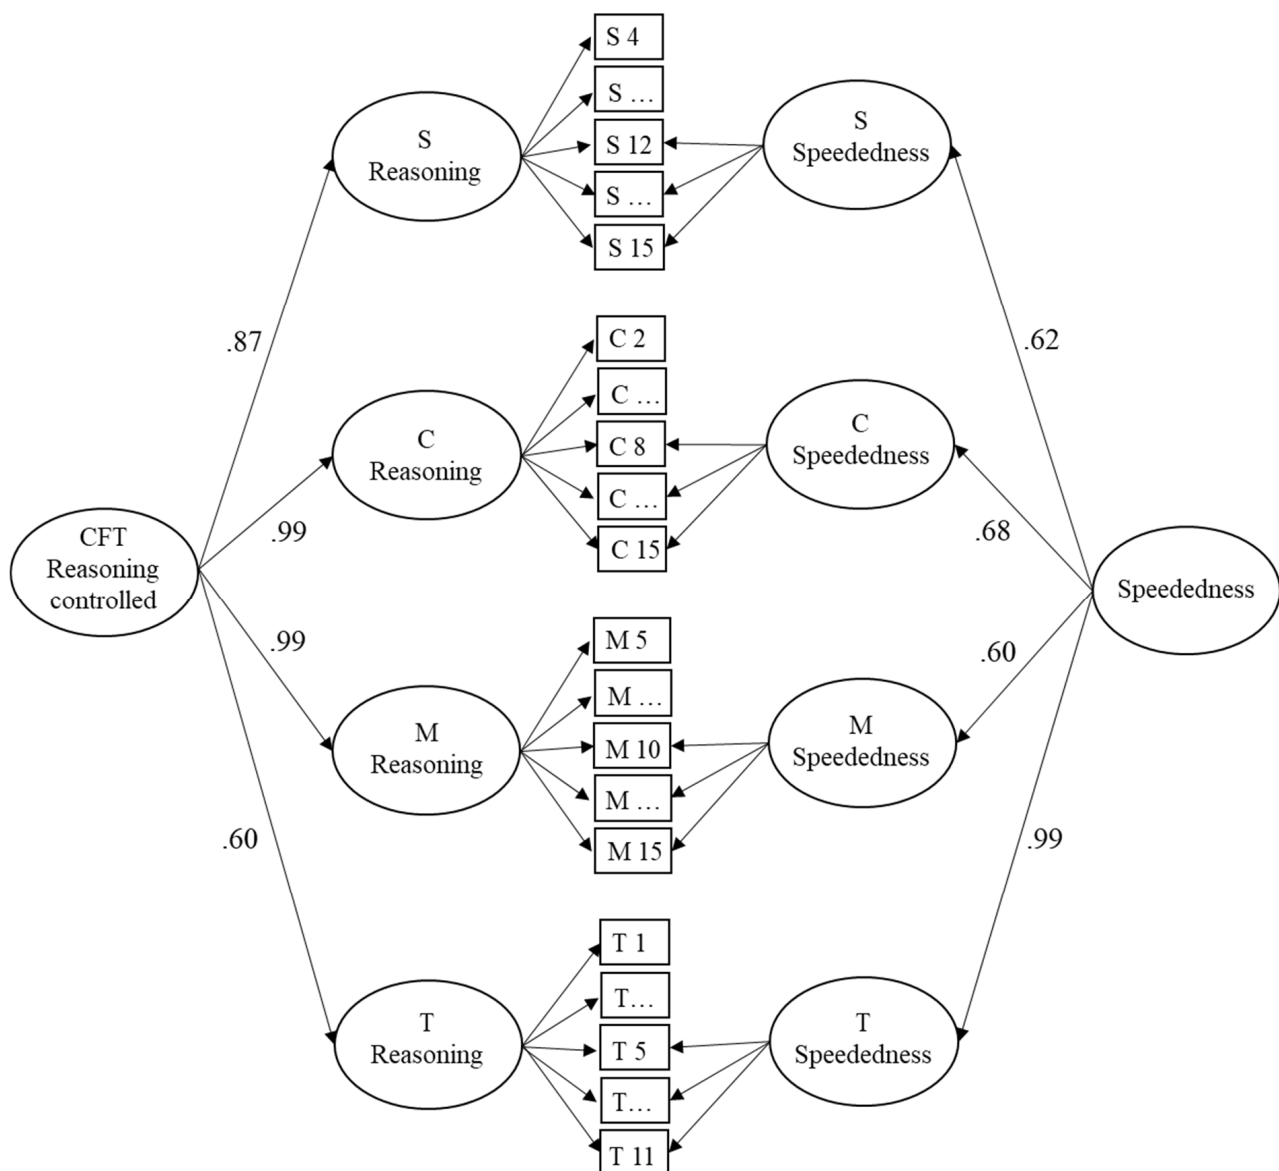 S 4
S …
S 12
S …
S 15
S
Reasoning
S
Speededness
.87
.62
C 2
C …
C 8
C …
C 15
C
Reasoning
C
Speededness
.99
.68
CFT
Reasoning
controlled
Speededness
.99
.60
M 5
M …
M 10
M …
M 15
M
Reasoning
M
Speededness
.60
.99
T 1
T…
T 5
T…
T 11
T
Reasoning
T
Speededness